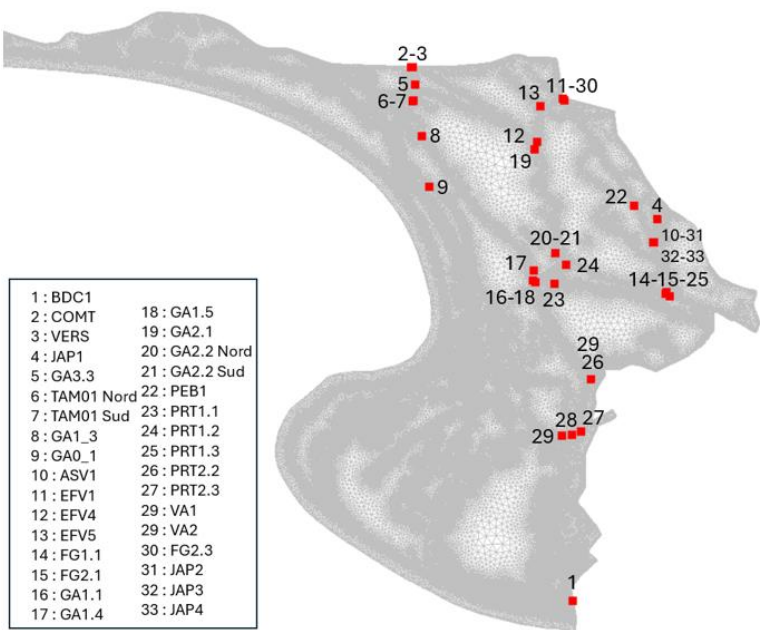 2-3
5
6-7
8
9
13
11-30
12
19
22
4
10-31
32-33
20-21
17
24
16-18
23
14-15-25
29
26
28
27
29
1
1 : BDC1
2 : COMT
3 : VERS
4 : JAP1
5 : GA3.3
6 : TAM01 Nord
7 : TAM01 Sud
8 : GA1_3
9 : GA0_1
10 : ASV1
11 : EFV1
12 : EFV4
13 : EFV5
14 : FG1.1
15 : FG2.1
16 : GA1.1
17 : GA1.4
18 : GA1.5
19 : GA2.1
20 : GA2.2 Nord
21 : GA2.2 Sud
22 : PEB1
23 : PRT1.1
24 : PRT1.2
25 : PRT1.3
26 : PRT2.2
27 : PRT2.3
29 : VA1
29 : VA2
30 : FG2.3
31 : JAP2
32 : JAP3
33 : JAP4